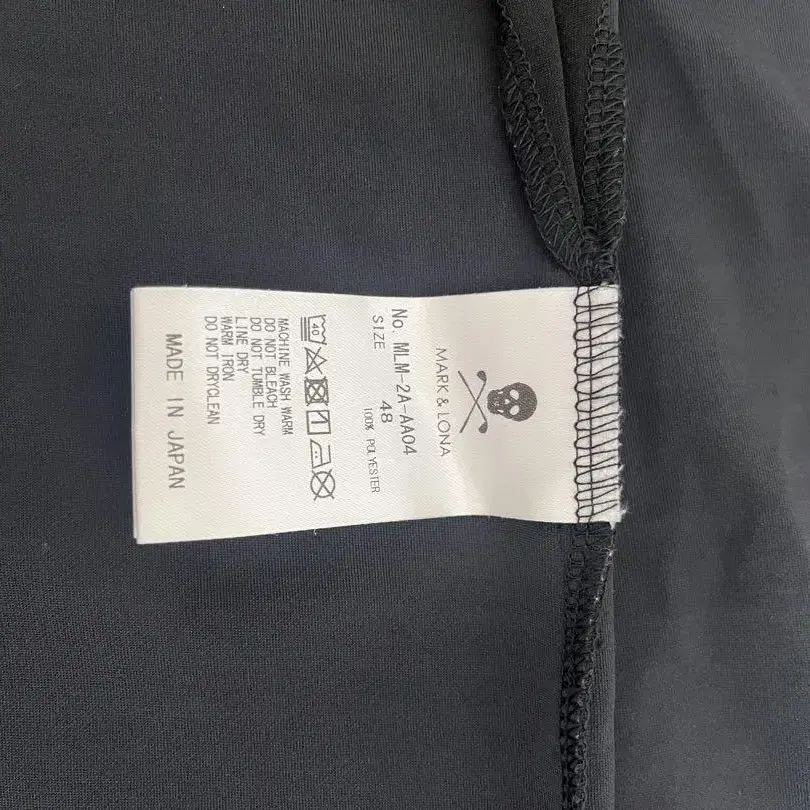 MARK & LONA
No. MLM-2A-AA04
SIZE 48
100% POLYESTER
40
MACHINE WASH WARM
DO NOT BLEACH
DO NOT TUMBLE DRY
LINE DRY
WARM IRON
DO NOT DRYCLEAN
MADE IN JAPAN